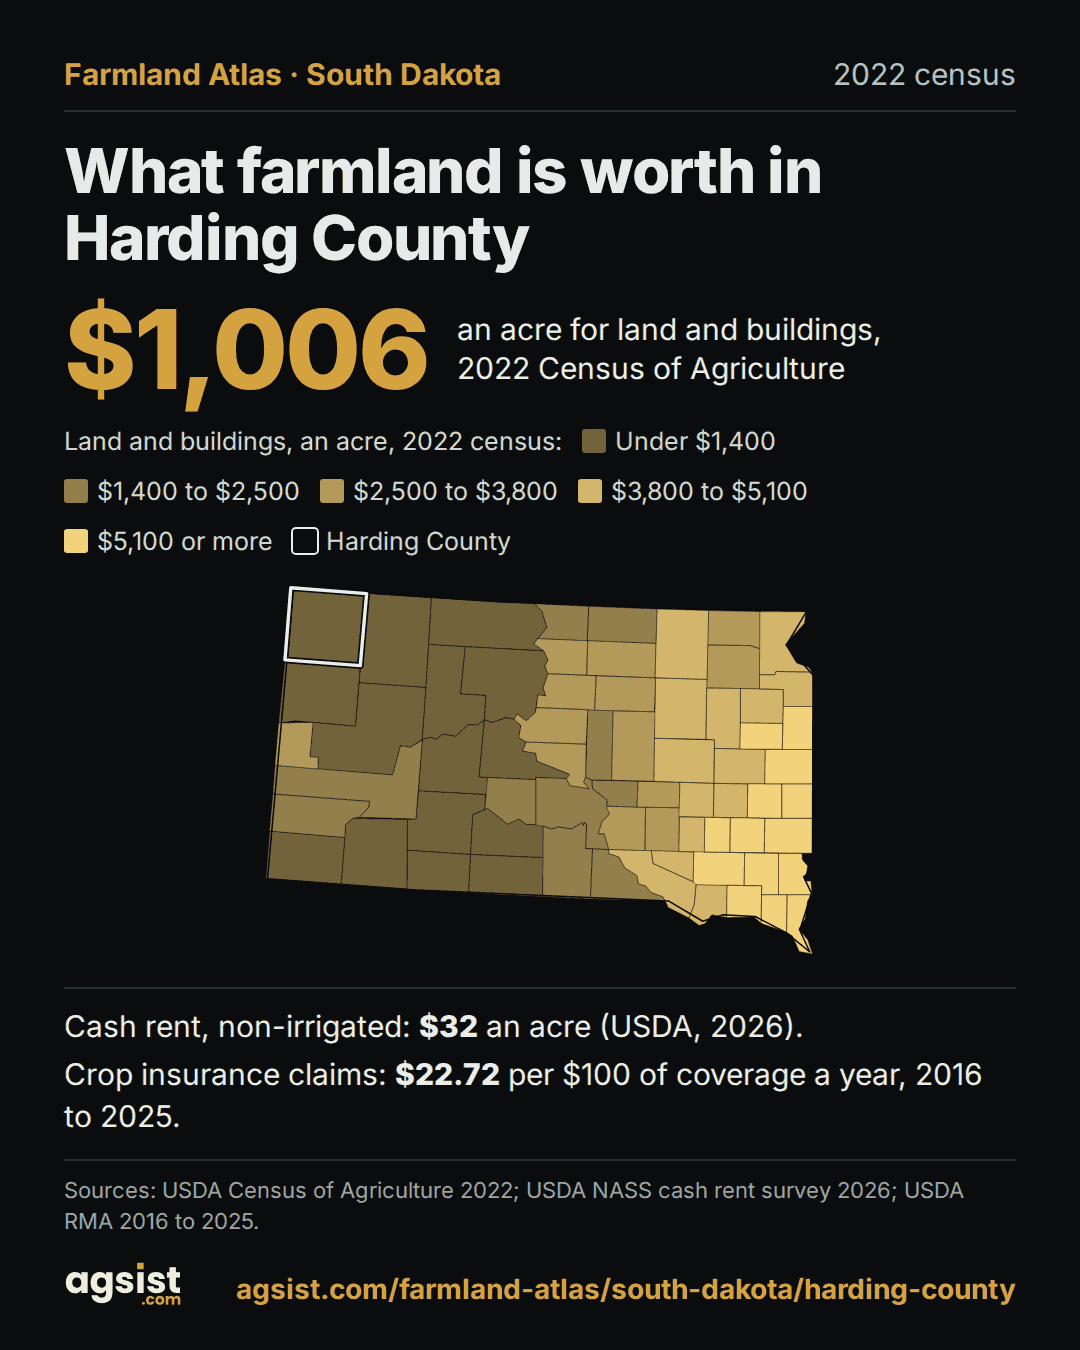 Farmland Atlas · South Dakota
2022 census
What farmland is worth in
Harding County
$1,006
an acre for land and buildings,
2022 Census of Agriculture
Land and buildings, an acre, 2022 census: Under $1,400
$1,400 to $2,500 $2,500 to $3,800 $3,800 to $5,100
$5,100 or more Harding County
Cash rent, non-irrigated: $32 an acre (USDA, 2026).
Crop insurance claims: $22.72 per $100 of coverage a year, 2016
to 2025.
Sources: USDA Census of Agriculture 2022; USDA NASS cash rent survey 2026; USDA
RMA 2016 to 2025.
agsist
.com
agsist.com/farmland-atlas/south-dakota/harding-county